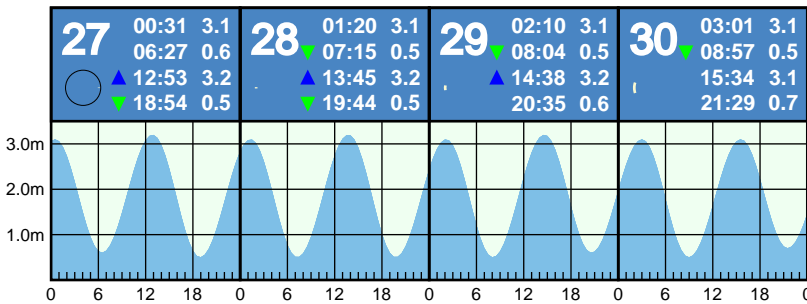 27 00:31 3.1
06:27 0.6
▲ 12:53 3.2
▼ 18:54 0.5
28 01:20 3.1
▼ 07:15 0.5
▲ 13:45 3.2
▼ 19:44 0.5
29 02:10 3.1
▼ 08:04 0.5
▲ 14:38 3.2
20:35 0.6
30 03:01 3.1
▼ 08:57 0.5
15:34 3.1
21:29 0.7
3.0m
2.0m
1.0m
0 6 12 18 0 6 12 18 0 6 12 18 0 6 12 18 0